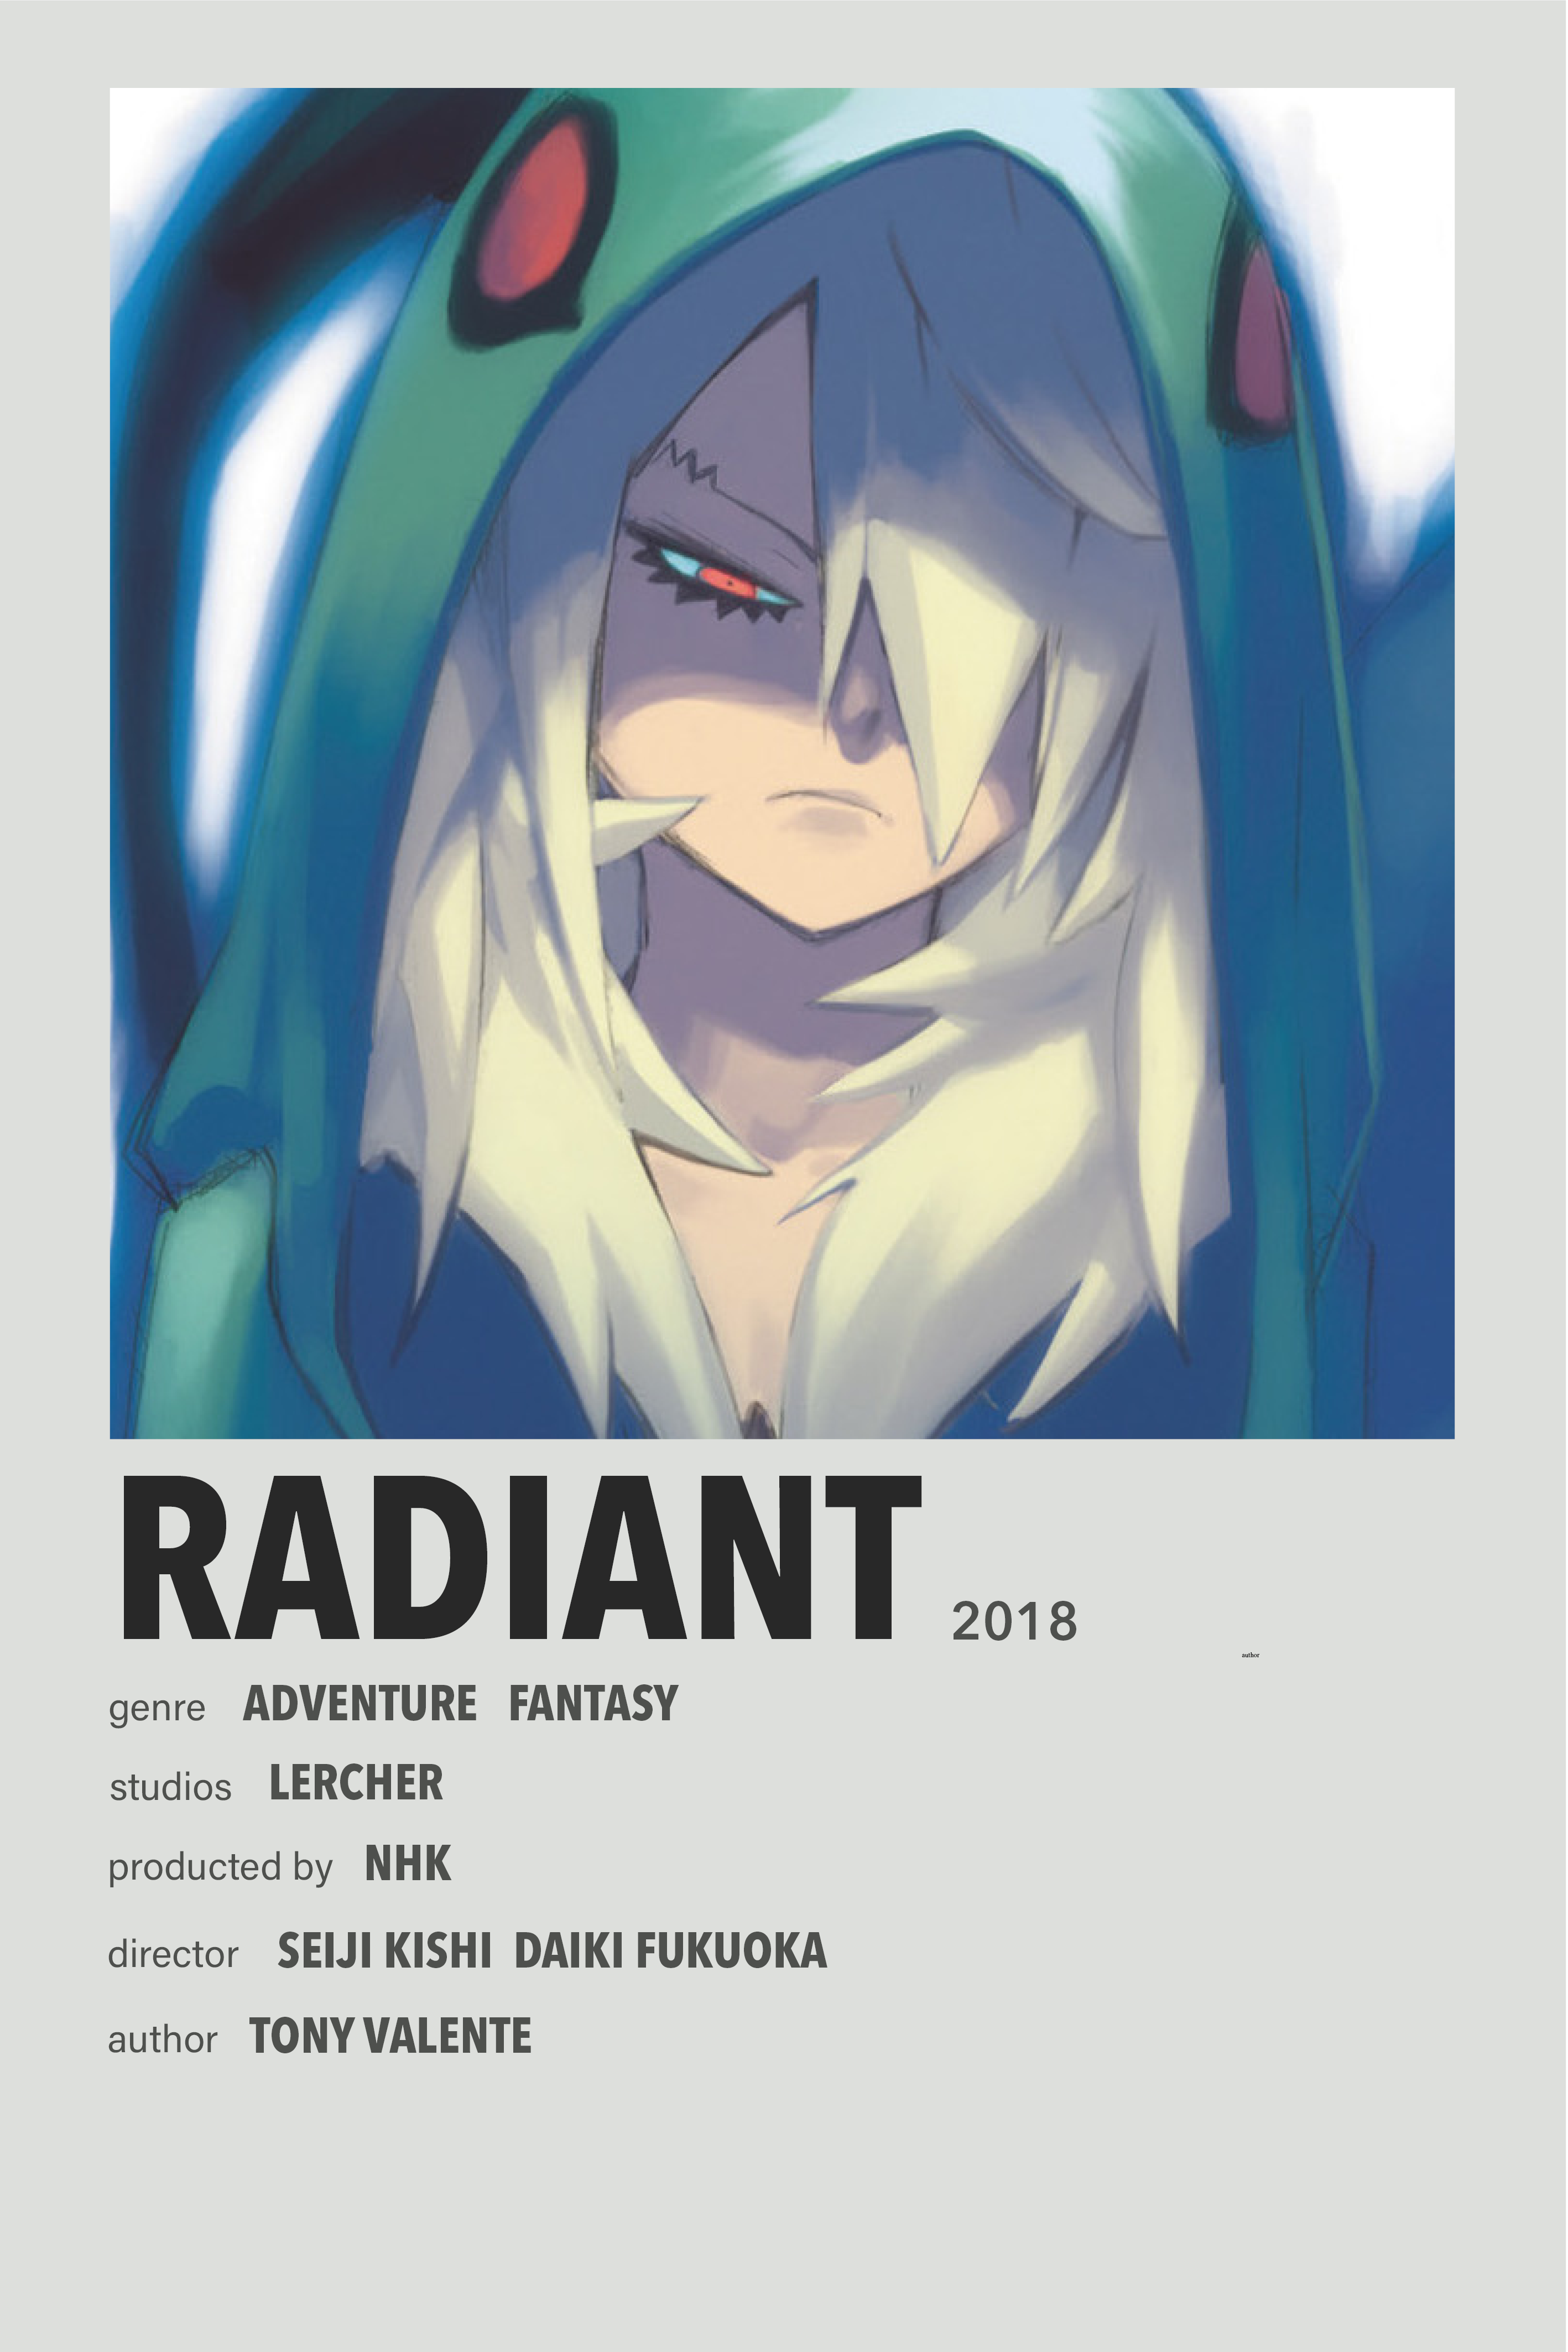 RADIANT 2018
author
genre ADVENTURE FANTASY
studios LERCHER
producted by NHK
director SEIJI KISHI DAIKI FUKUOKA
author TONY VALENTE